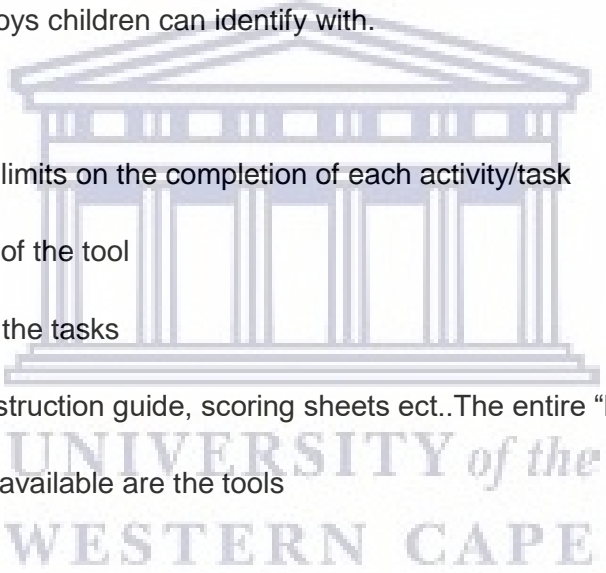 oys children can identify with.
limits on the completion of each activity/task
of the tool
the tasks
struction guide, scoring sheets ect..The entire “
UNIVERSITY of the
available are the tools
WESTERN CAPE